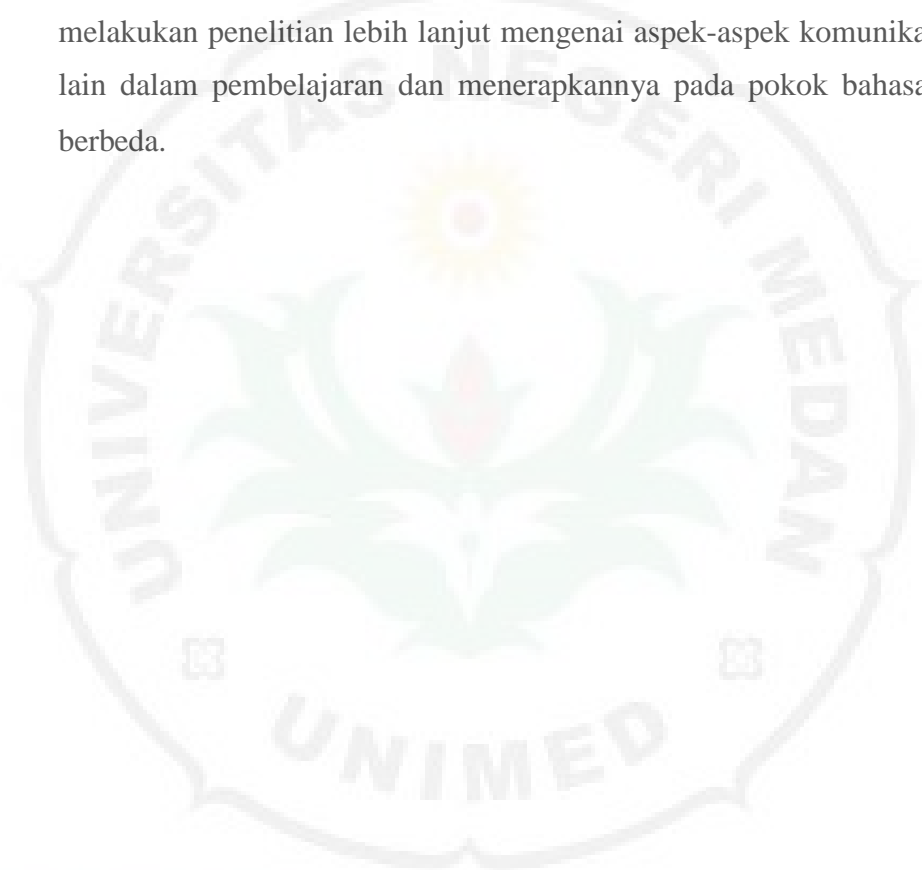 melakukan penelitian lebih lanjut mengenai aspek-aspek komunika
lain dalam pembelajaran dan menerapkannya pada pokok bahasa
berbeda.
UNIVERSITAS NEGERI MEDAN
UNIMED